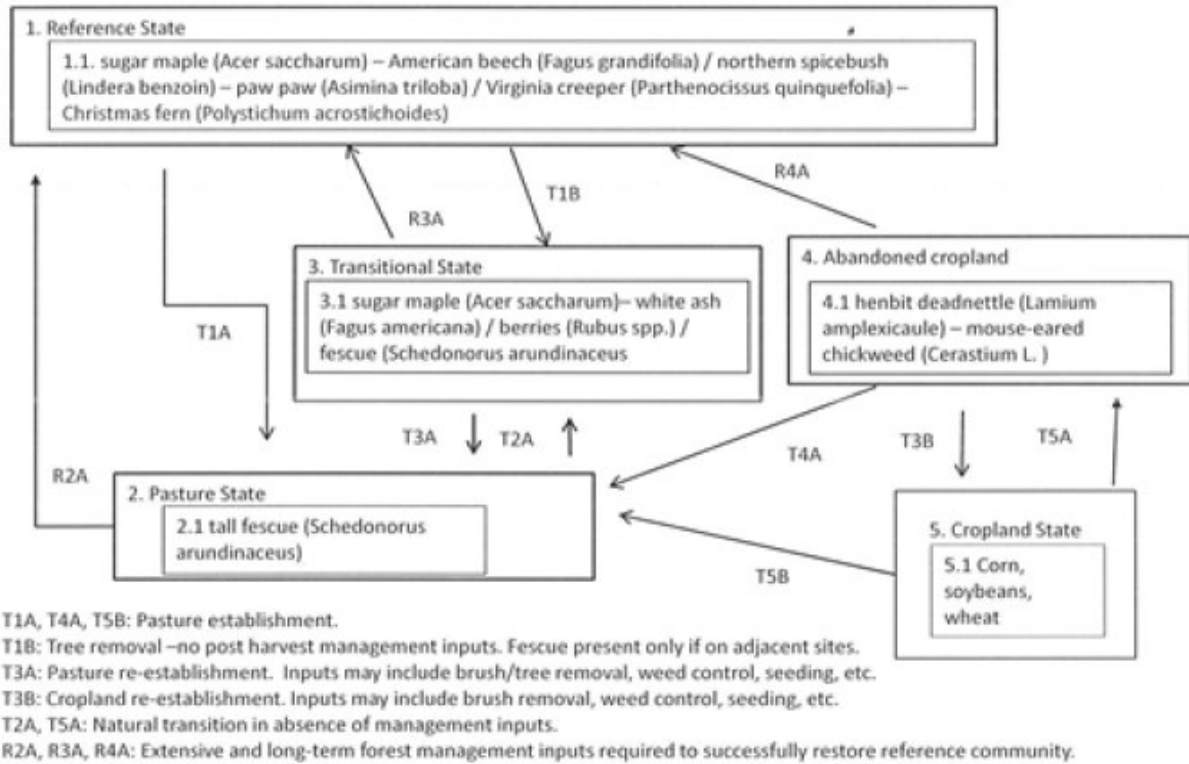 1. Reference State
1.1. sugar maple (Acer saccharum) – American beech (Fagus grandifolia) / northern spicebush
(Lindera benzoin) – paw paw (Asimina triloba) / Virginia creeper (Parthenocissus quinquefolia) –
Christmas fern (Polystichum acrostichoides)
R4A
T1B
R3A
3. Transitional State
3.1 sugar maple (Acer saccharum)– white ash
(Fagus americana) / berries (Rubus spp.) /
fescue (Schedonorus arundinaceus
4. Abandoned cropland
4.1 henbit deadnettle (Lamium
amplexicaule) – mouse-eared
chickweed (Cerastium L. )
T1A
T3A
T2A
T4A
T3B
T5A
R2A
2. Pasture State
2.1 tall fescue (Schedonorus
arundinaceus)
T5B
5. Cropland State
5.1 Corn,
soybeans,
wheat
T1A, T4A, T5B: Pasture establishment.
T1B: Tree removal –no post harvest management inputs. Fescue present only if on adjacent sites.
T3A: Pasture re-establishment. Inputs may include brush/tree removal, weed control, seeding, etc.
T3B: Cropland re-establishment. Inputs may include brush removal, weed control, seeding, etc.
T2A, T5A: Natural transition in absence of management inputs.
R2A, R3A, R4A: Extensive and long-term forest management inputs required to successfully restore reference community.